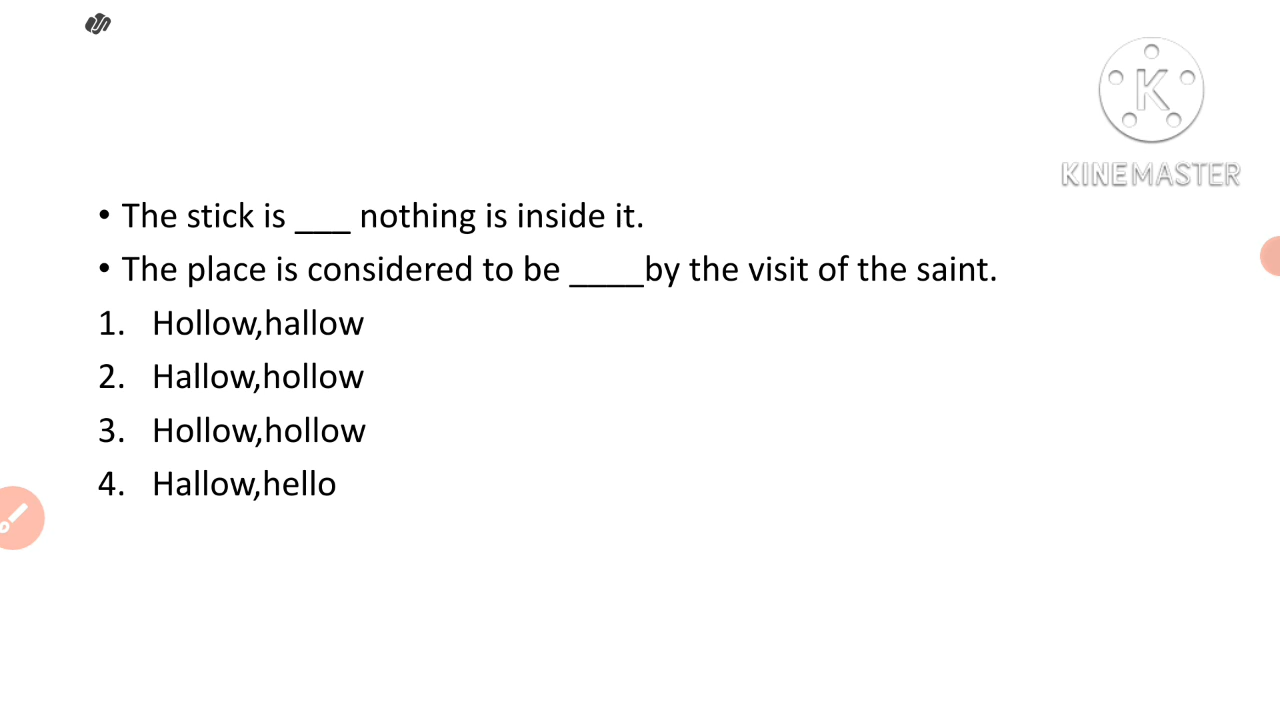 KINEMASTER
• The stick is ___ nothing is inside it.
• The place is considered to be ____by the visit of the saint.
1. Hollow,hallow
2. Hallow,hollow
3. Hollow,hollow
4. Hallow,hello